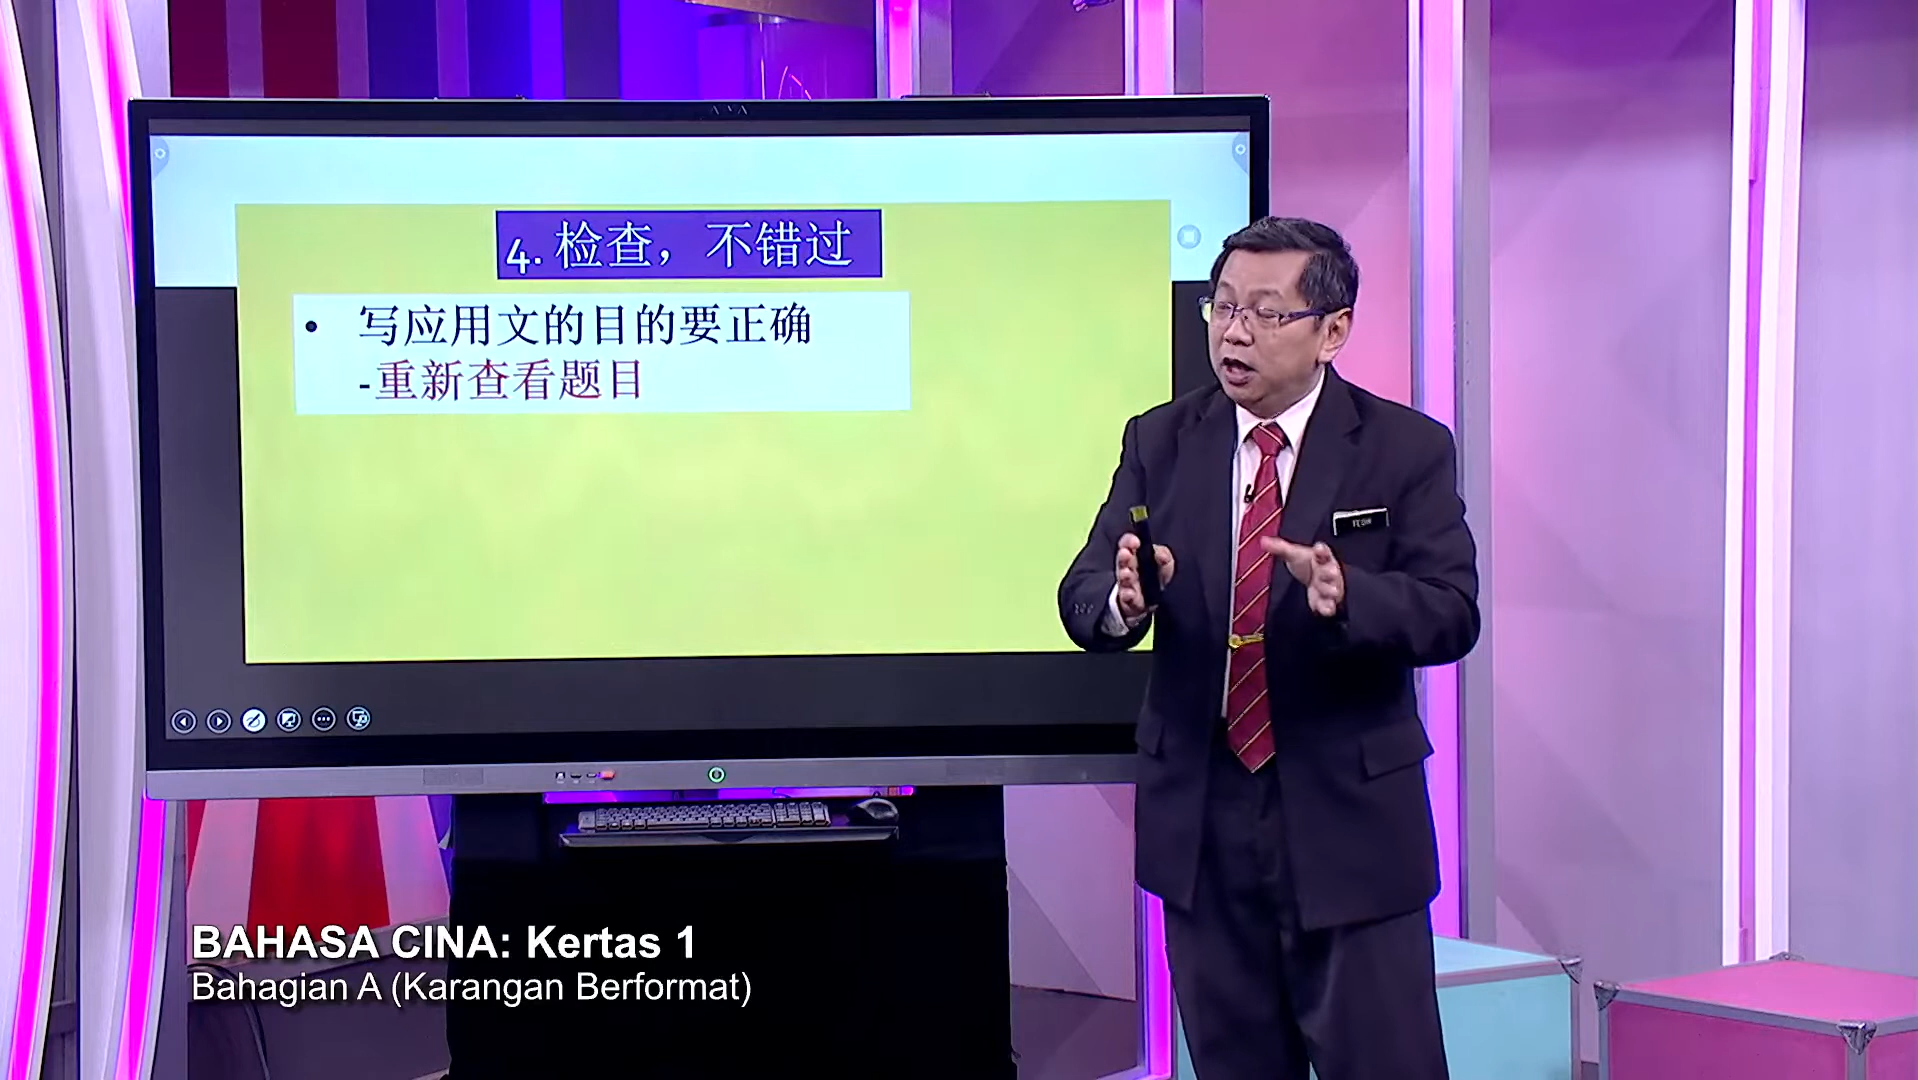 4. 检查，不错过
• 写应用文的目的要正确
-重新查看题目
BAHASA CINA: Kertas 1
Bahagian A (Karangan Berformat)